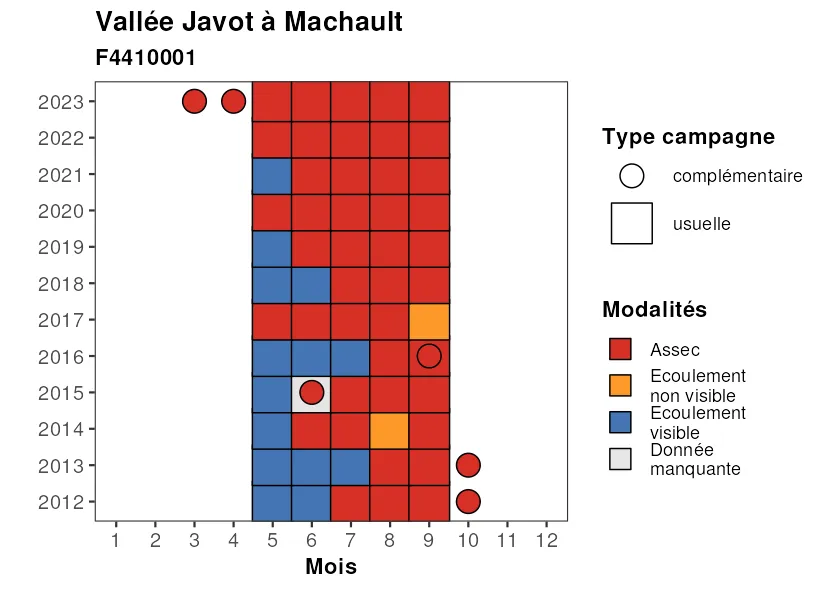 Vallée Javot à Machault
F4410001
2023
2022
2021
2020
2019
2018
2017
2016
2015
2014
2013
2012
1 2 3 4 5 6 7 8 9 10 11 12
Mois
Type campagne
complémentaire
usuelle
Modalités
Assec
Ecoulement
non visible
Ecoulement
visible
Donnée
manquante